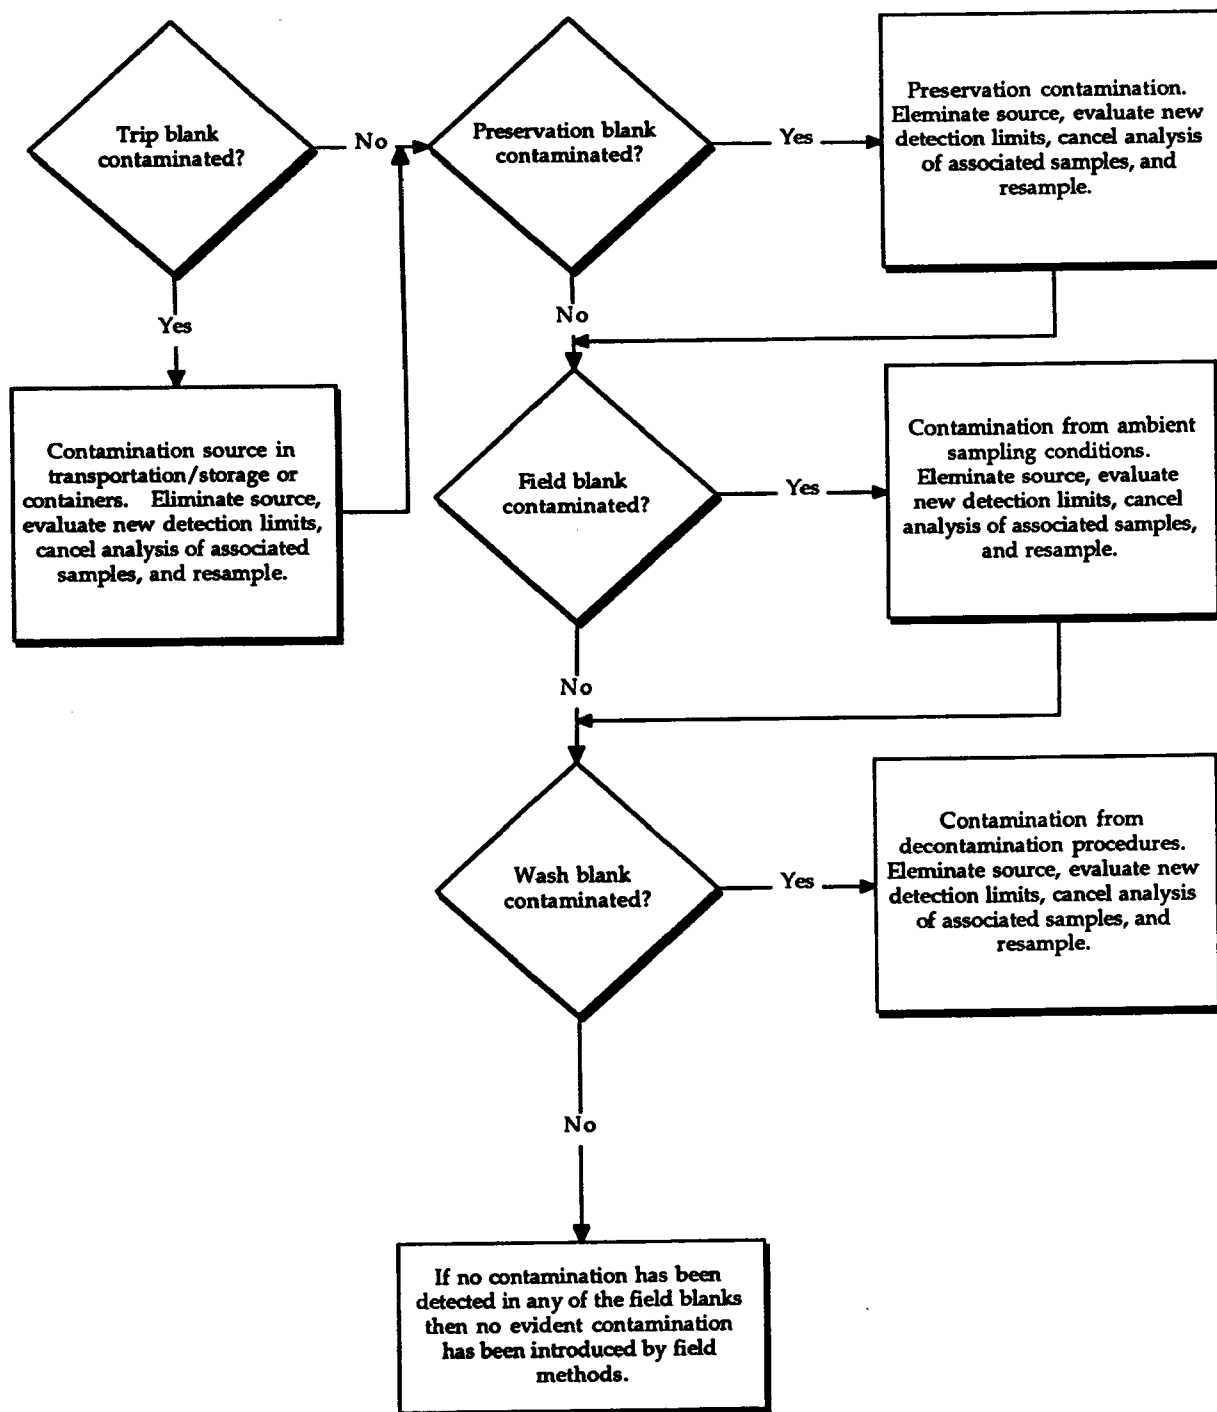 Trip blank
contaminated?
No
Preservation blank
contaminated?
Yes
Preservation contamination.
Eleminate source, evaluate new
detection limits, cancel analysis
of associated samples, and
resample.
Yes
No
Contamination source in
transportation/storage or
containers. Eliminate source,
evaluate new detection limits,
cancel analysis of associated
samples, and resample.
Field blank
contaminated?
Yes
Contamination from ambient
sampling conditions.
Eleminate source, evaluate
new detection limits, cancel
analysis of associated samples,
and resample.
No
Wash blank
contaminated?
Yes
Contamination from
decontamination procedures.
Eleminate source, evaluate new
detection limits, cancel analysis
of associated samples, and
resample.
No
If no contamination has been
detected in any of the field blanks
then no evident contamination
has been introduced by field
methods.